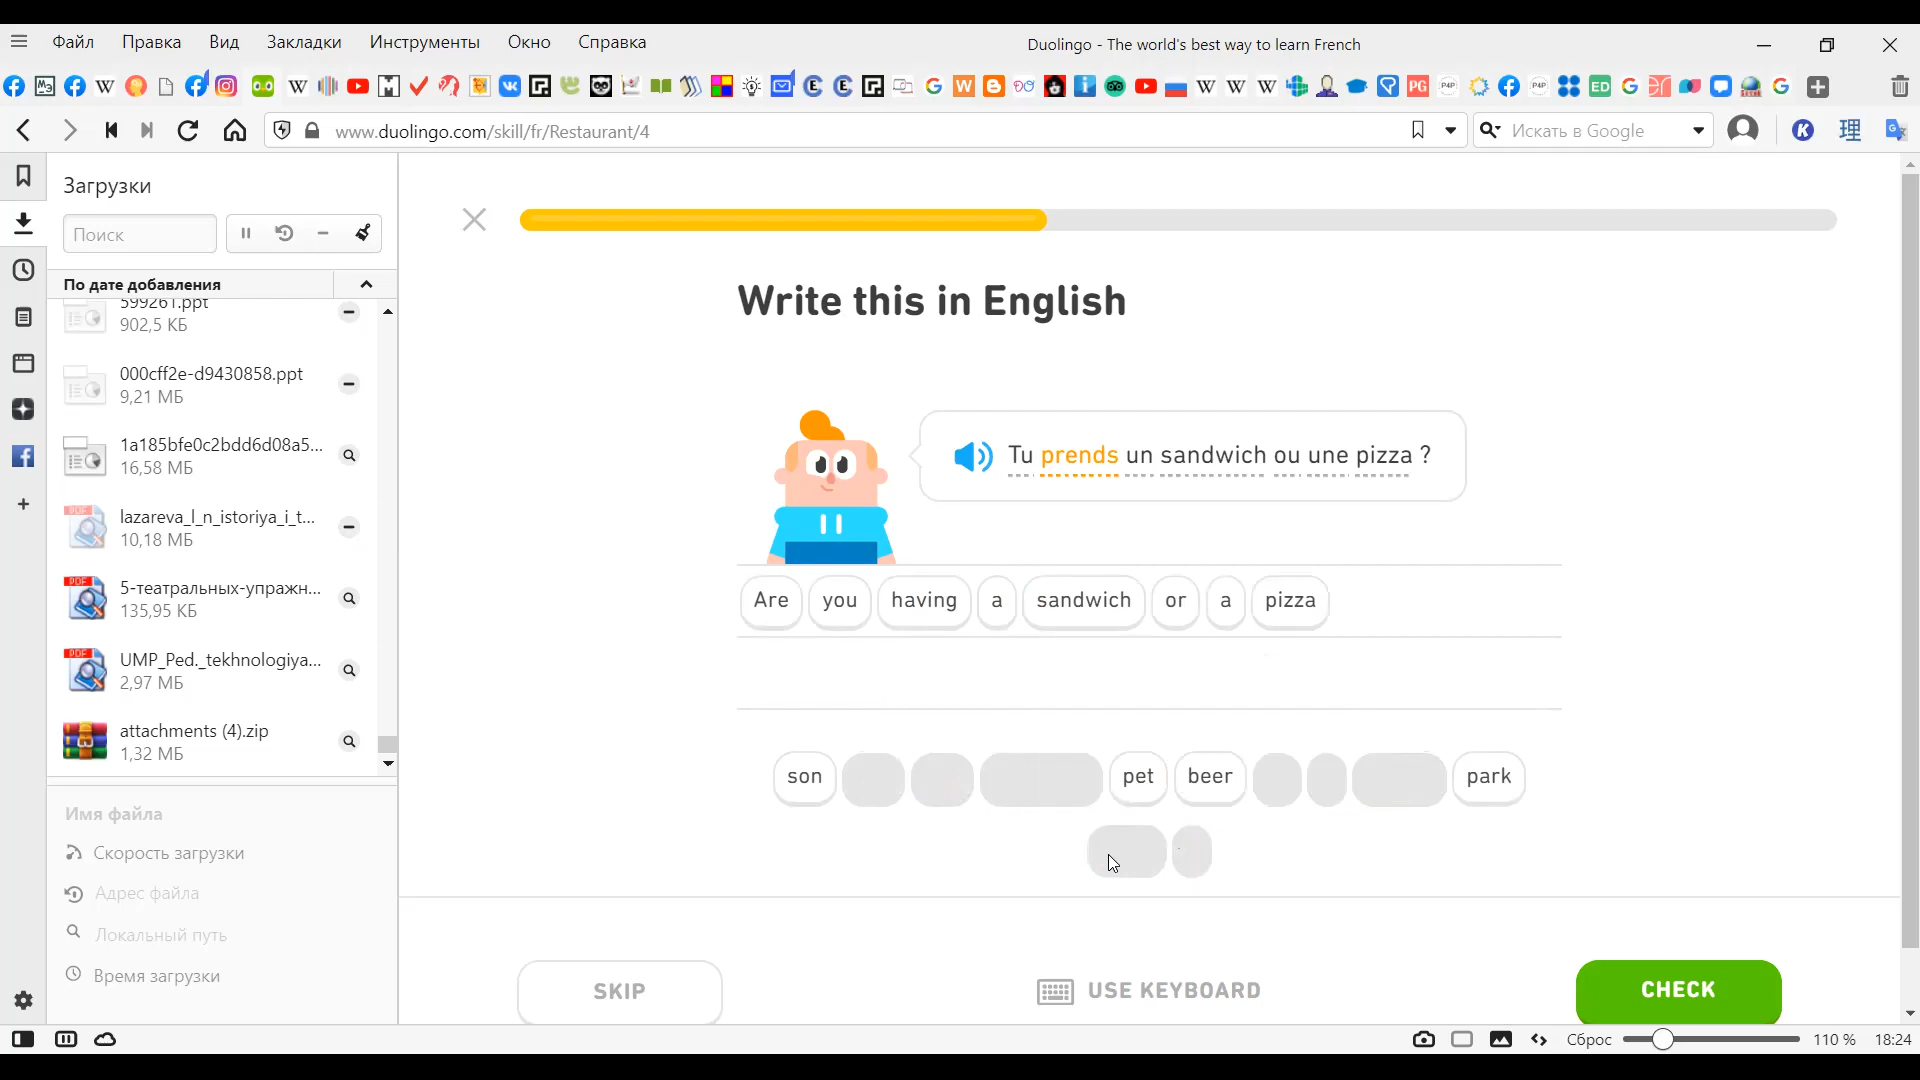 Файл Правка Вид Закладки Инструменты Окно Справка
Duolingo - The world's best way to learn French
www.duolingo.com/skill/fr/Restaurant/4
Искать в Google
Загрузки
Поиск
По дате добавления
599261.ppt
902,5 КБ
000cff2e-d9430858.ppt
9,21 МБ
1a185bfe0c2bdd6d08a5...
16,58 МБ
lazareva_l_n_istoriya_i_t...
10,18 МБ
5-театральных-упражн...
135,95 КБ
UMP_Ped._tekhnologiya...
2,97 МБ
attachments (4).zip
1,32 МБ
Имя файла
Скорость загрузки
Адрес файла
Локальный путь
Время загрузки
Write this in English
Tu prends un sandwich ou une pizza ?
Are you having a sandwich or a pizza
son pet beer park
SKIP
USE KEYBOARD
CHECK
Сброс 110 % 18:24